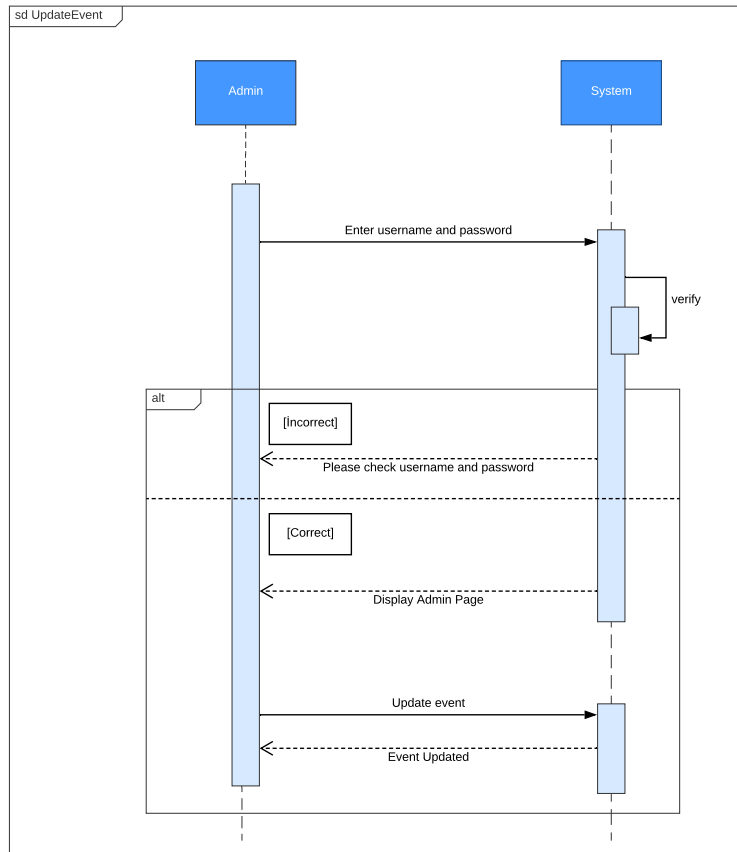 sd UpdateEvent
Admin
System
Enter username and password
verify
alt
[İncorrect]
Please check username and password
[Correct]
Display Admin Page
Update event
Event Updated